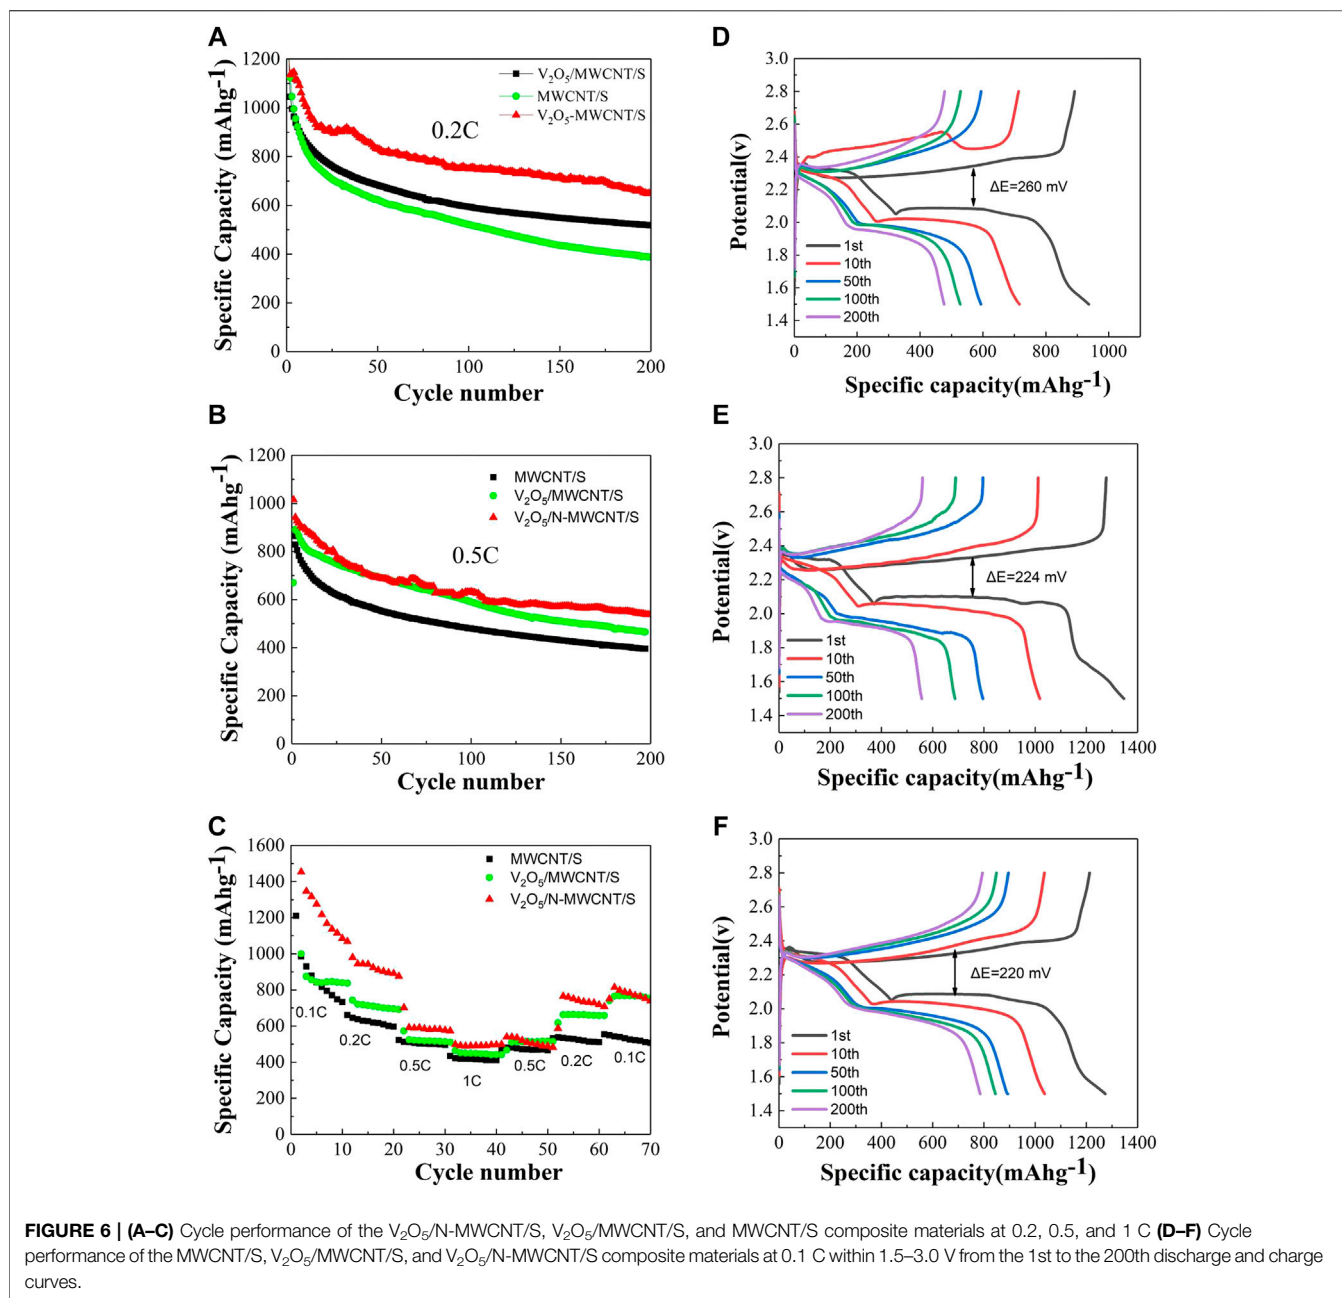 A
1200
1000
800
600
400
200
0
0 50 100 150 200
Specific Capacity (mAhg⁻¹)
Cycle number
V₂O₅/MWCNT/S
MWCNT/S
V₂O₅-MWCNT/S
0.2C
D
3.0
2.8
2.6
2.4
2.2
2.0
1.8
1.6
1.4
0 200 400 600 800 1000
Potential(v)
Specific capacity(mAhg⁻¹)
ΔE=260 mV
1st
10th
50th
100th
200th
B
1200
1000
800
600
400
200
0
0 50 100 150 200
Specific Capacity (mAhg⁻¹)
Cycle number
MWCNT/S
V₂O₅/MWCNT/S
V₂O₅/N-MWCNT/S
0.5C
E
3.0
2.8
2.6
2.4
2.2
2.0
1.8
1.6
1.4
0 200 400 600 800 1000 1200 1400
Potential(v)
Specific capacity(mAhg⁻¹)
ΔE=224 mV
1st
10th
50th
100th
200th
C
1600
1400
1200
1000
800
600
400
200
0
0 10 20 30 40 50 60 70
Specific Capacity (mAhg⁻¹)
Cycle number
MWCNT/S
V₂O₅/MWCNT/S
V₂O₅/N-MWCNT/S
0.1C
0.2C
0.5C
1C
0.5C
0.2C
0.1C
F
3.0
2.8
2.6
2.4
2.2
2.0
1.8
1.6
1.4
0 200 400 600 800 1000 1200 1400
Potential(v)
Specific capacity(mAhg⁻¹)
ΔE=220 mV
1st
10th
50th
100th
200th
FIGURE 6 | (A–C) Cycle performance of the V₂O₅/N-MWCNT/S, V₂O₅/MWCNT/S, and MWCNT/S composite materials at 0.2, 0.5, and 1 C (D–F) Cycle
performance of the MWCNT/S, V₂O₅/MWCNT/S, and V₂O₅/N-MWCNT/S composite materials at 0.1 C within 1.5–3.0 V from the 1st to the 200th discharge and charge
curves.